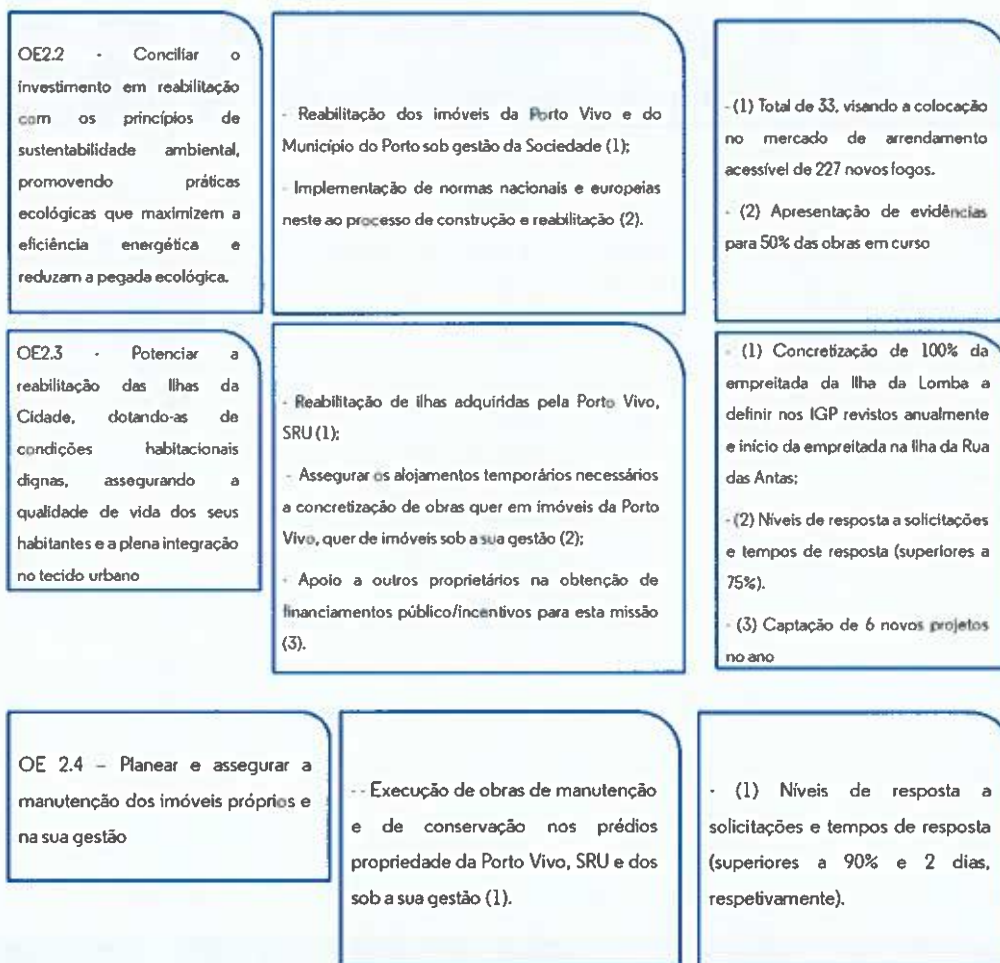 OE2.2 - Conciliar o
investimento em reabilitação
com os princípios de
sustentabilidade ambiental,
promovendo práticas
ecológicas que maximizem a
eficiência energética e
reduzam a pegada ecológica.
- Reabilitação dos imóveis da Porto Vivo e do
Município do Porto sob gestão da Sociedade (1);
- Implementação de normas nacionais e europeias
neste ao processo de construção e reabilitação (2).
- (1) Total de 33, visando a colocação
no mercado de arrendamento
acessível de 227 novos fogos.
- (2) Apresentação de evidências
para 50% das obras em curso
OE2.3 - Potenciar a
reabilitação das Ilhas da
Cidade, dotando-as de
condições habitacionais
dignas, assegurando a
qualidade de vida dos seus
habitantes e a plena integração
no tecido urbano
- Reabilitação de ilhas adquiridas pela Porto Vivo,
SRU (1);
- Assegurar os alojamentos temporários necessários
a concretização de obras quer em imóveis da Porto
Vivo, quer de imóveis sob a sua gestão (2);
- Apoio a outros proprietários na obtenção de
financiamentos público/incentivos para esta missão
(3).
- (1) Concretização de 100% da
empreitada da Ilha da Lomba a
definir nos IGP revistos anualmente
e início da empreitada na Ilha da Rua
das Antas;
- (2) Níveis de resposta a solicitações
e tempos de resposta (superiores a
75%).
- (3) Captação de 6 novos projetos
no ano
OE 2.4 – Planear e assegurar a
manutenção dos imóveis próprios e
na sua gestão
-- Execução de obras de manutenção
e de conservação nos prédios
propriedade da Porto Vivo, SRU e dos
sob a sua gestão (1).
- (1) Níveis de resposta a
solicitações e tempos de resposta
(superiores a 90% e 2 dias,
respetivamente).